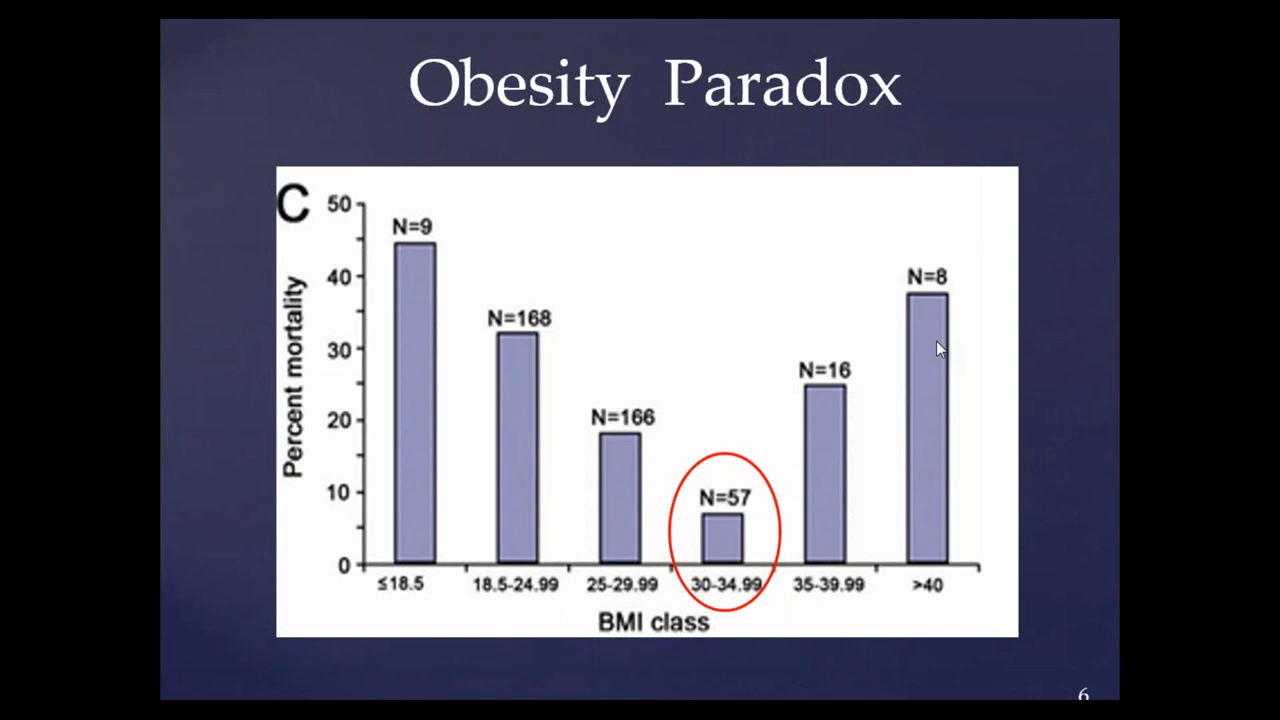 Obesity Paradox
C
Percent mortality
50
40
30
20
10
0
N=9
N=168
N=166
N=57
N=16
N=8
≤18.5
18.5-24.99
25-29.99
30-34.99
35-39.99
>40
BMI class
6